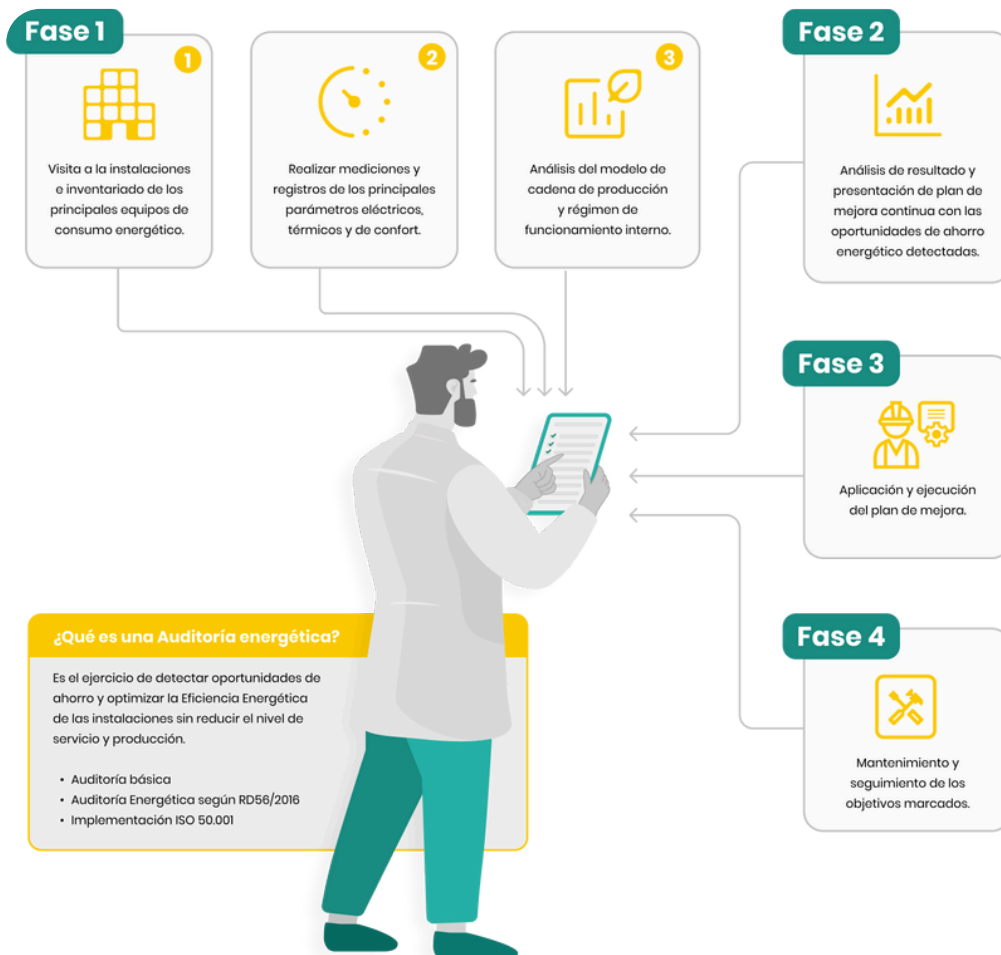 Fase 1
1
Visita a la instalaciones
e inventariado de los
principales equipos de
consumo energético.
2
Realizar mediciones y
registros de los principales
parámetros eléctricos,
térmicos y de confort.
3
Análisis del modelo de
cadena de producción
y régimen de
funcionamiento interno.
Fase 2
Análisis de resultado y
presentación de plan de
mejora continua con las
oportunidades de ahorro
energético detectadas.
Fase 3
Aplicación y ejecución
del plan de mejora.
Fase 4
Mantenimiento y
seguimiento de los
objetivos marcados.
¿Qué es una Auditoría energética?
Es el ejercicio de detectar oportunidades de
ahorro y optimizar la Eficiencia Energética
de las instalaciones sin reducir el nivel de
servicio y producción.
• Auditoría básica
• Auditoría Energética según RD56/2016
• Implementación ISO 50.001